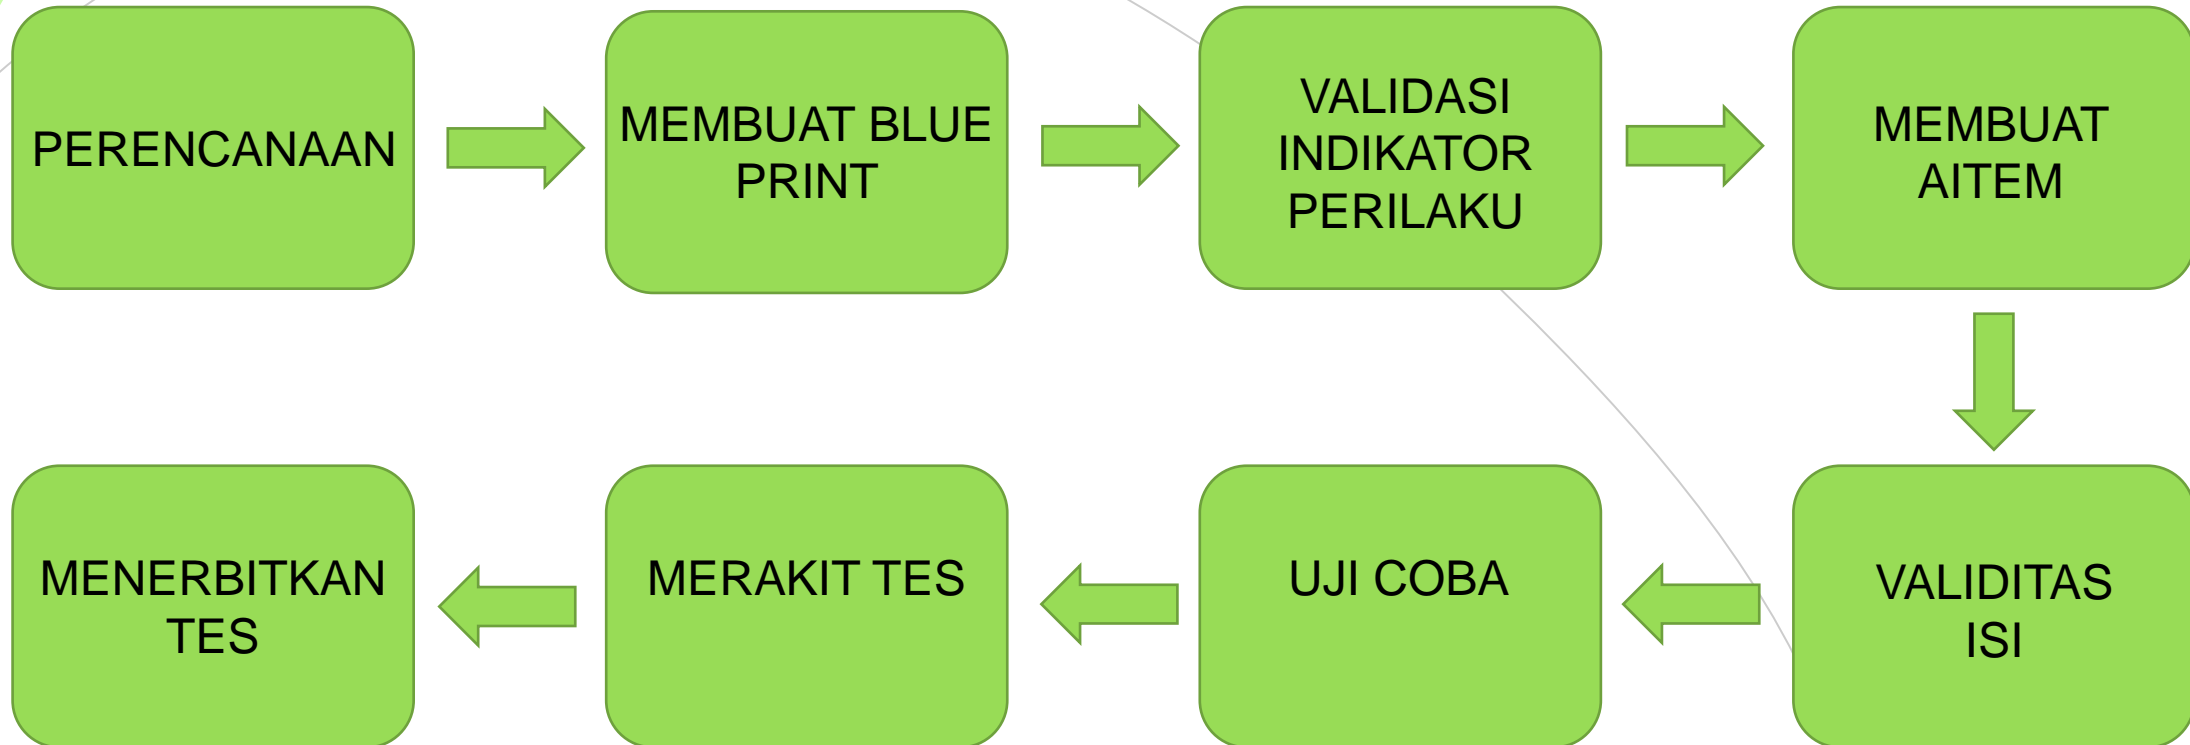 PERENCANAAN
MEMBUAT BLUE
PRINT
VALIDASI
INDIKATOR
PERILAKU
MEMBUAT
AITEM
VALIDITAS
ISI
UJI COBA
MERAKIT TES
MENERBITKAN
TES